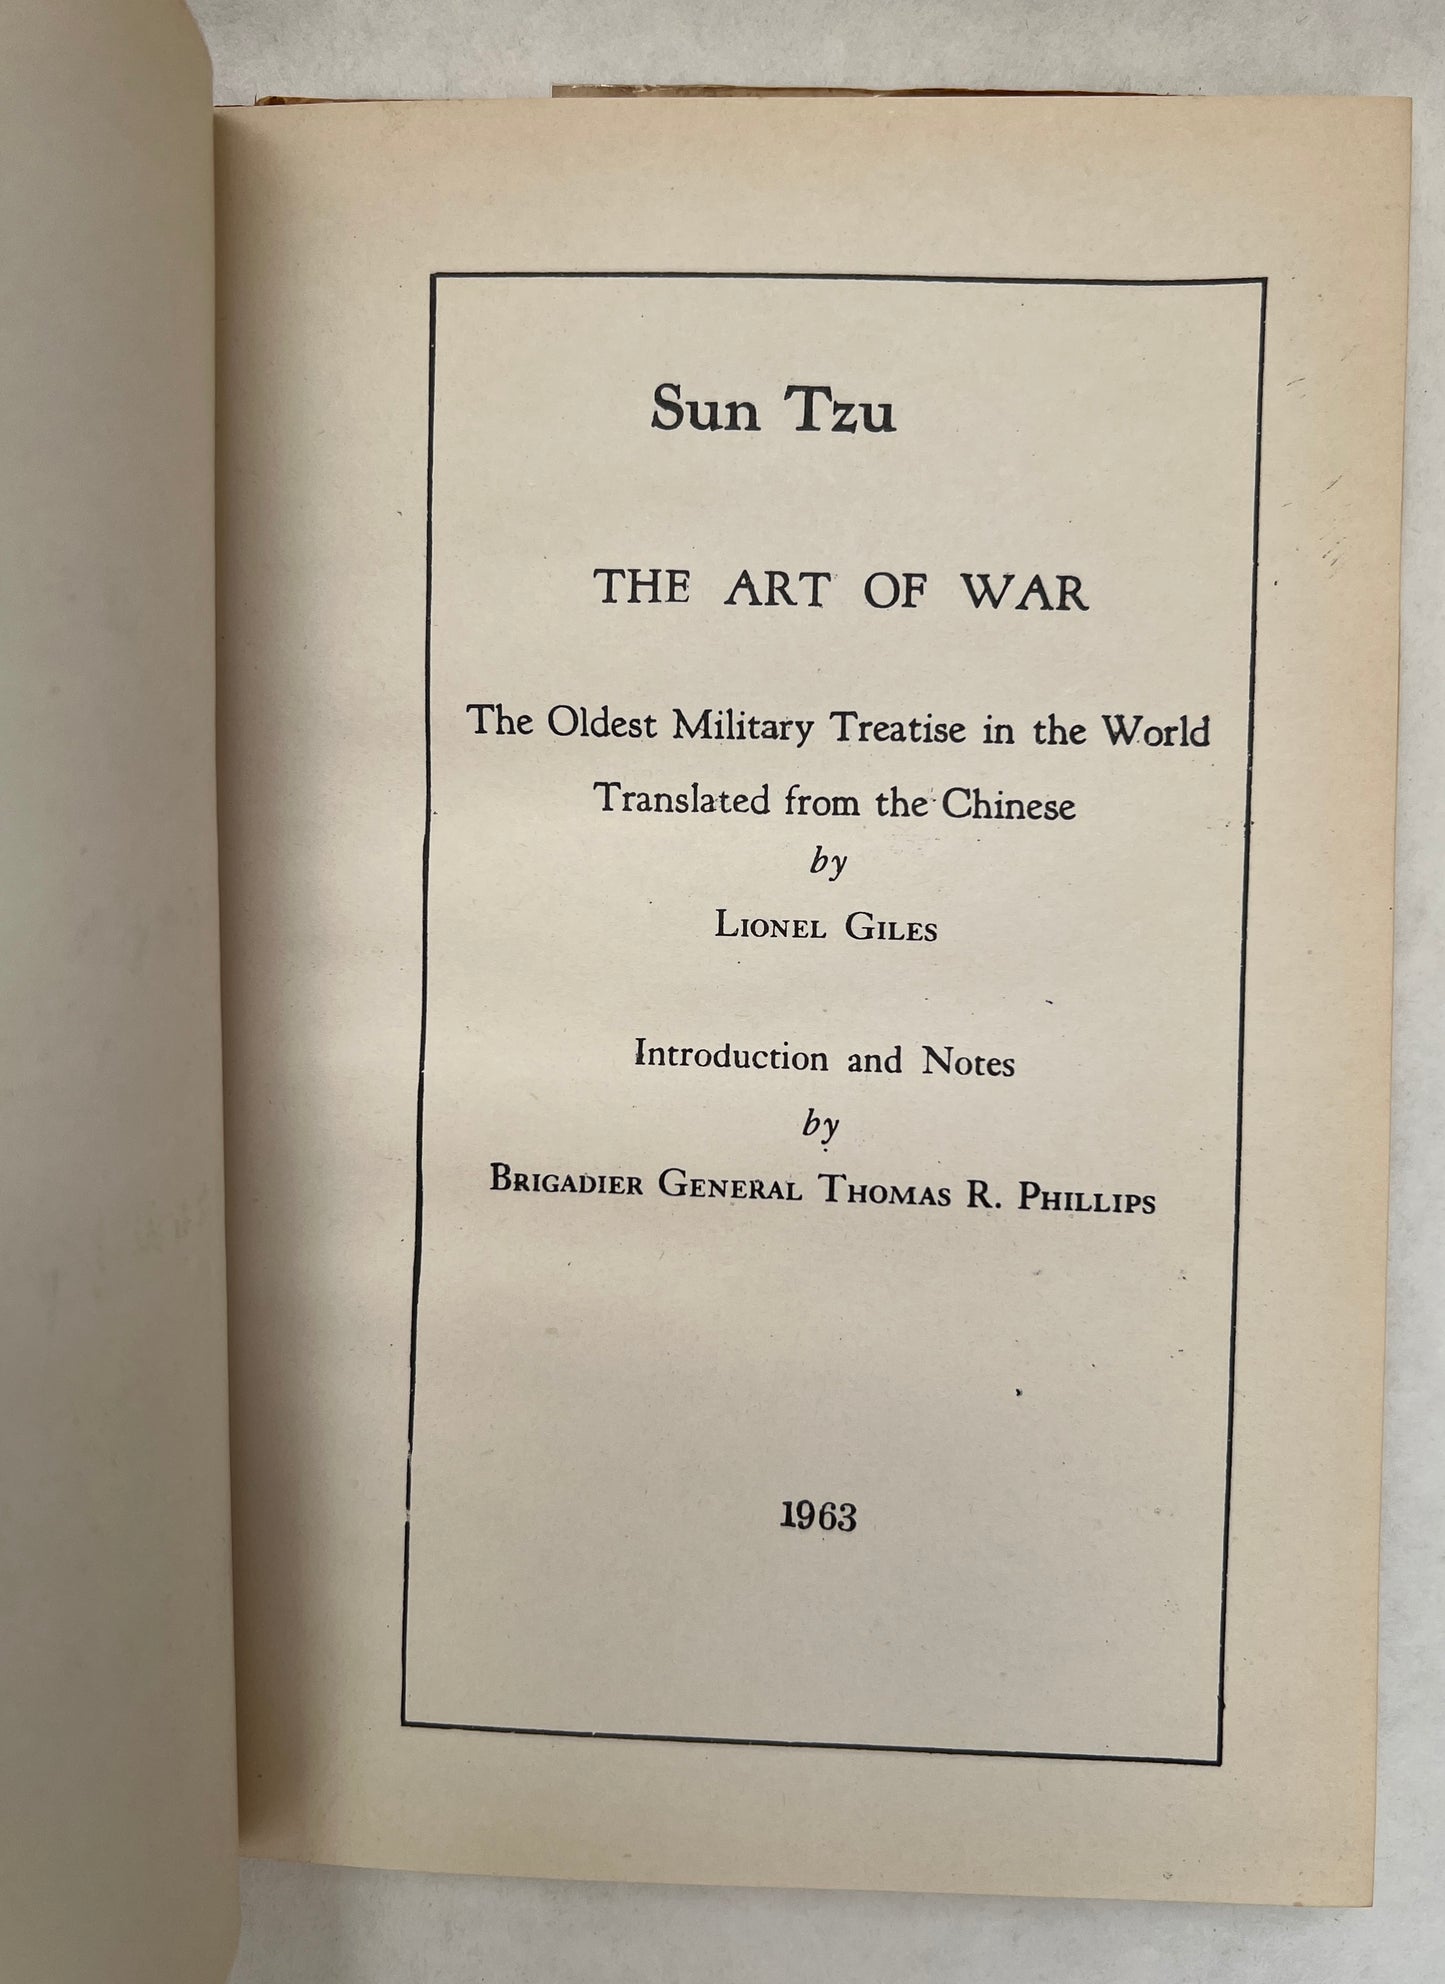 Sun Tzu
THE ART OF WAR
The Oldest Military Treatise in the World
Translated from the Chinese
by
LIONEL GILES
Introduction and Notes
by
BRIGADIER GENERAL THOMAS R. PHILLIPS
1963